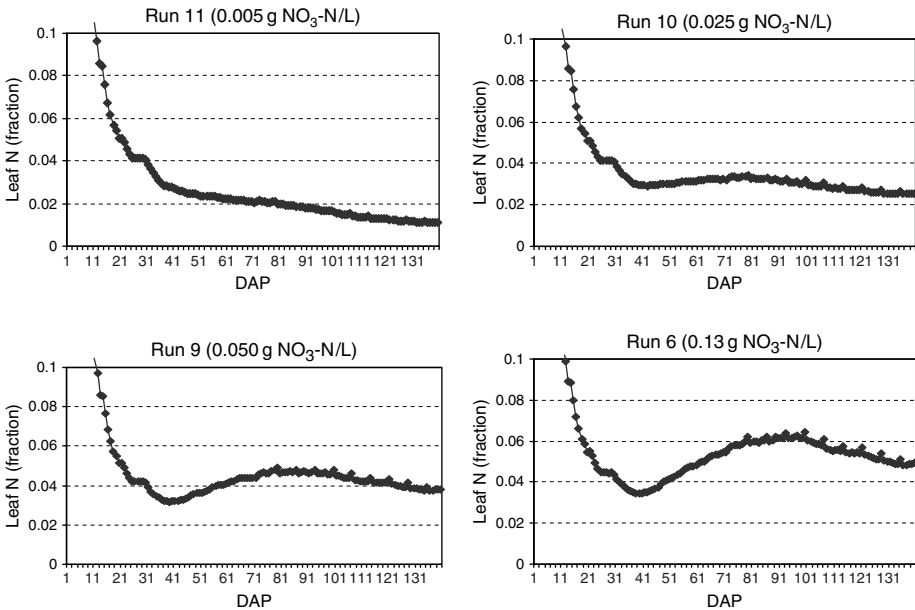 Run 11 (0.005 g NO₃-N/L)
Leaf N (fraction)
0.1
0.08
0.06
0.04
0.02
0
1 11 21 31 41 51 61 71 81 91 101 111 121 131
DAP
Run 10 (0.025 g NO₃-N/L)
Leaf N (fraction)
0.1
0.08
0.06
0.04
0.02
0
1 11 21 31 41 51 61 71 81 91 101 111 121 131
DAP
Run 9 (0.050 g NO₃-N/L)
Leaf N (fraction)
0.1
0.08
0.06
0.04
0.02
0
1 11 21 31 41 51 61 71 81 91 101 111 121 131
DAP
Run 6 (0.13 g NO₃-N/L)
Leaf N (fraction)
0.1
0.08
0.06
0.04
0.02
0
1 11 21 31 41 51 61 71 81 91 101 111 121 131
DAP